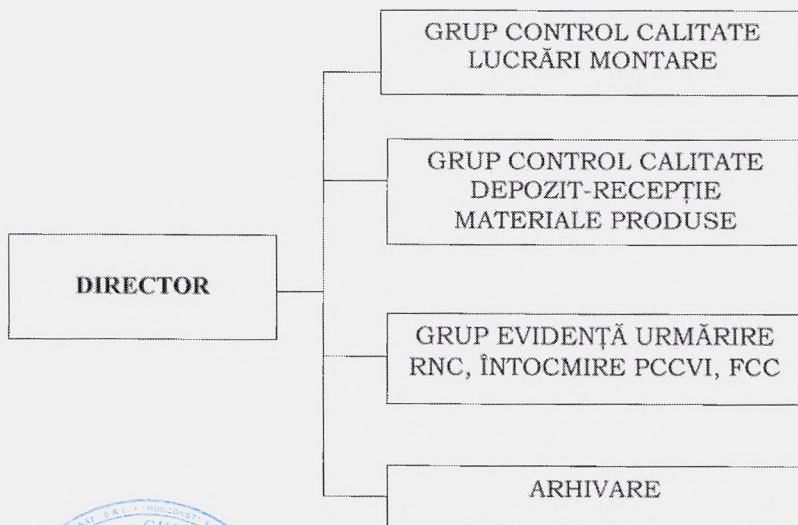 GRUP CONTROL CALITATE
LUCRĂRI MONTARE
GRUP CONTROL CALITATE
DEPOZIT-RECEPȚIE
MATERIALE PRODUSE
DIRECTOR
GRUP EVIDENȚĂ URMĂRIRE
RNC, ÎNTOCMIRE PCCVI, FCC
ARHIVARE